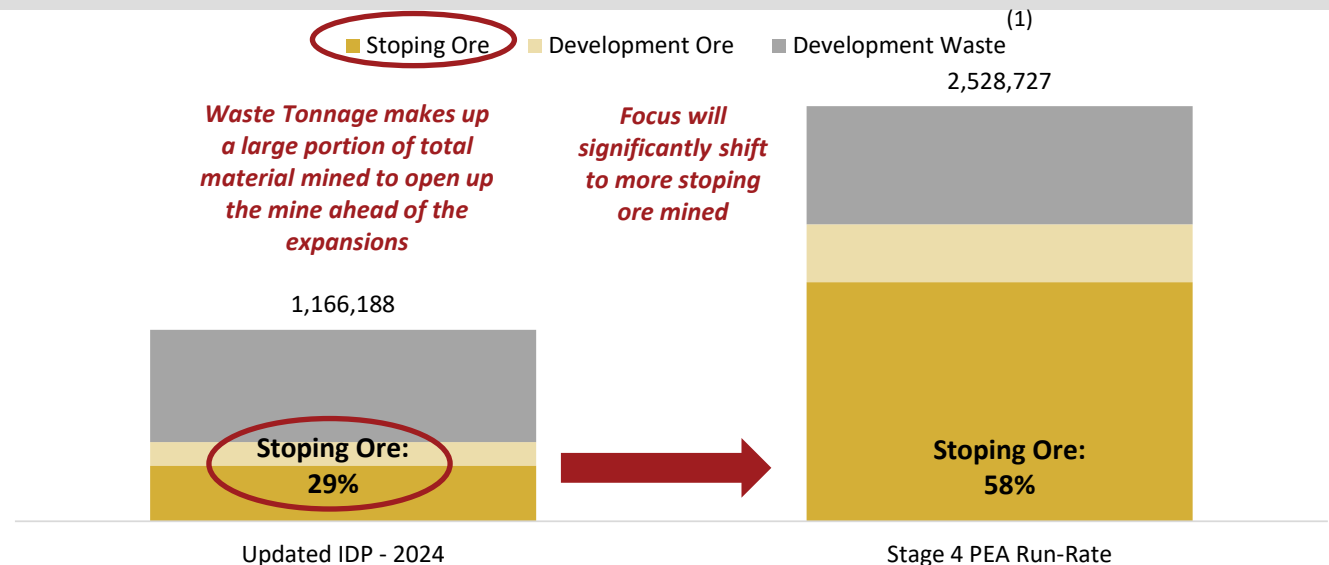 (1)
Stoping Ore
Development Ore
Development Waste
2,528,727
Waste Tonnage makes up
a large portion of total
material mined to open up
the mine ahead of the
expansions
Focus will
significantly shift
to more stoping
ore mined
1,166,188
Stoping Ore:
29%
Stoping Ore:
58%
Updated IDP - 2024
Stage 4 PEA Run-Rate